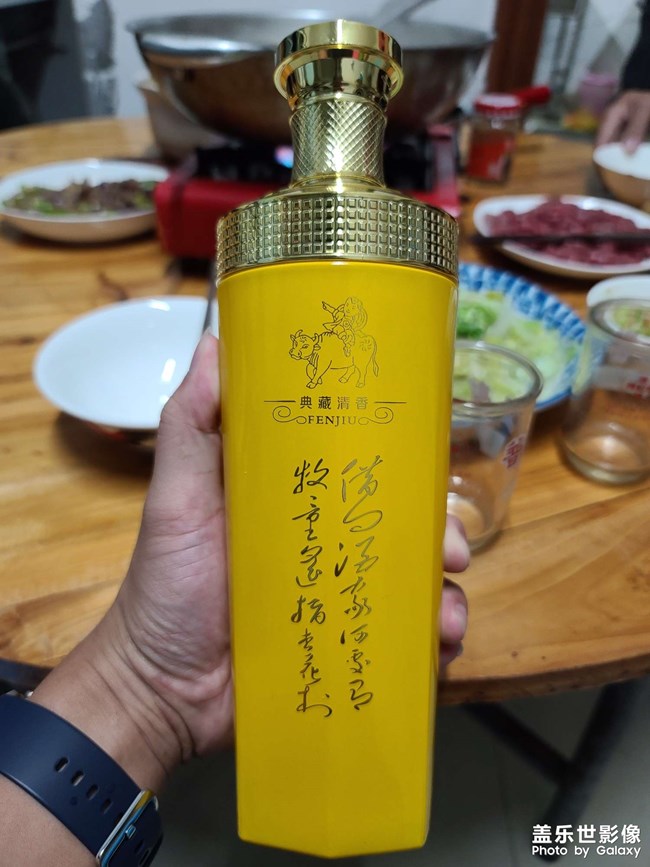 典藏清香
FENJIU
借问酒家何处有
牧童遥指杏花村
盖乐世影像
Photo by Galaxy